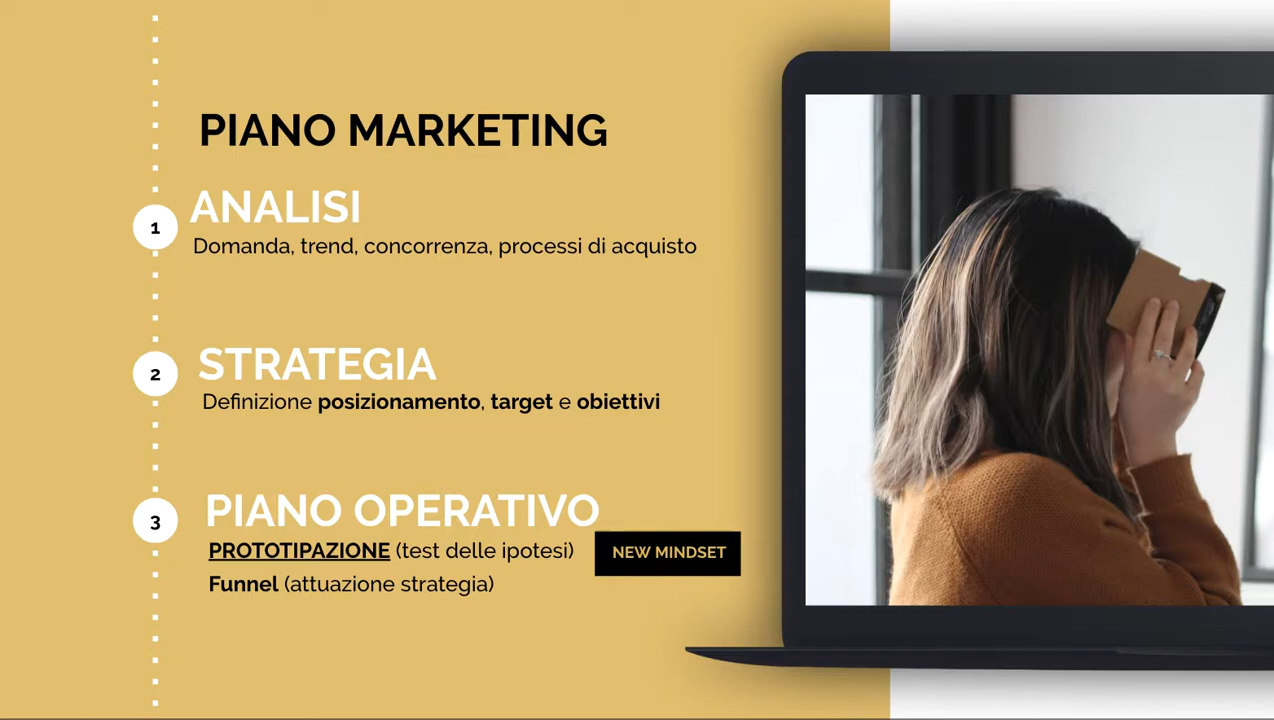 PIANO MARKETING
1
ANALISI
Domanda, trend, concorrenza, processi di acquisto
2
STRATEGIA
Definizione posizionamento, target e obiettivi
3
PIANO OPERATIVO
PROTOTIPAZIONE (test delle ipotesi)
NEW MINDSET
Funnel (attuazione strategia)